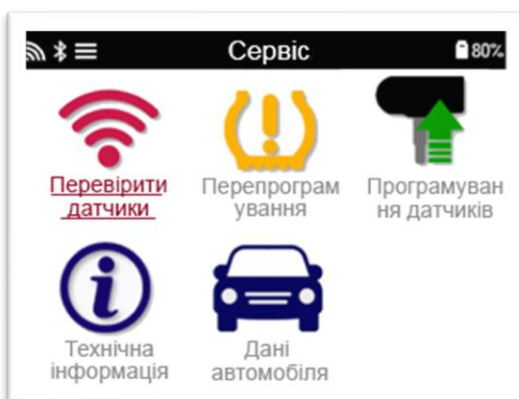 Сервіс 80%
Перевірити
датчики
Перепрограм
ування
Програмуван
ня датчиків
Технічна
інформація
Дані
автомобіля